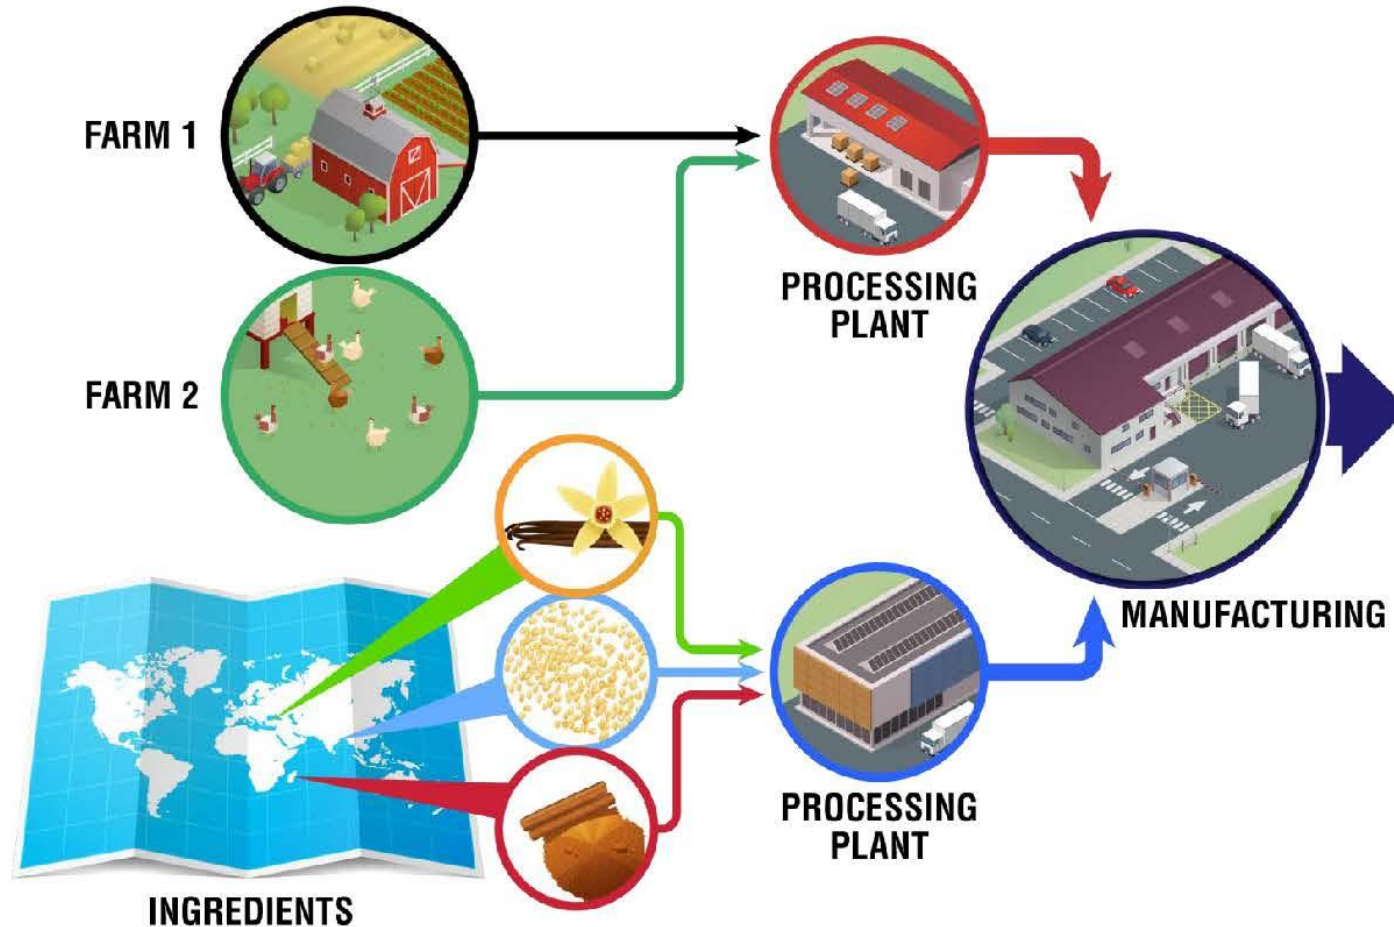 FARM 1
FARM 2
PROCESSING
PLANT
MANUFACTURING
PROCESSING
PLANT
INGREDIENTS